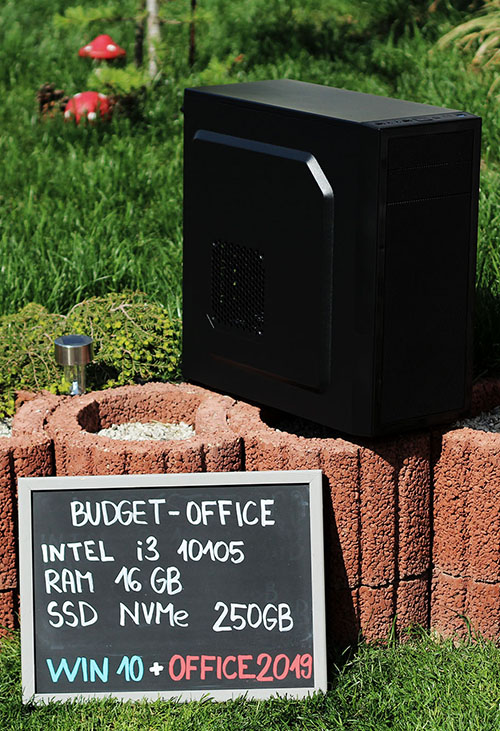 BUDGET-OFFICE
INTEL i3 10105
RAM 16 GB
SSD NVMe 250GB
WIN 10 + OFFICE2019